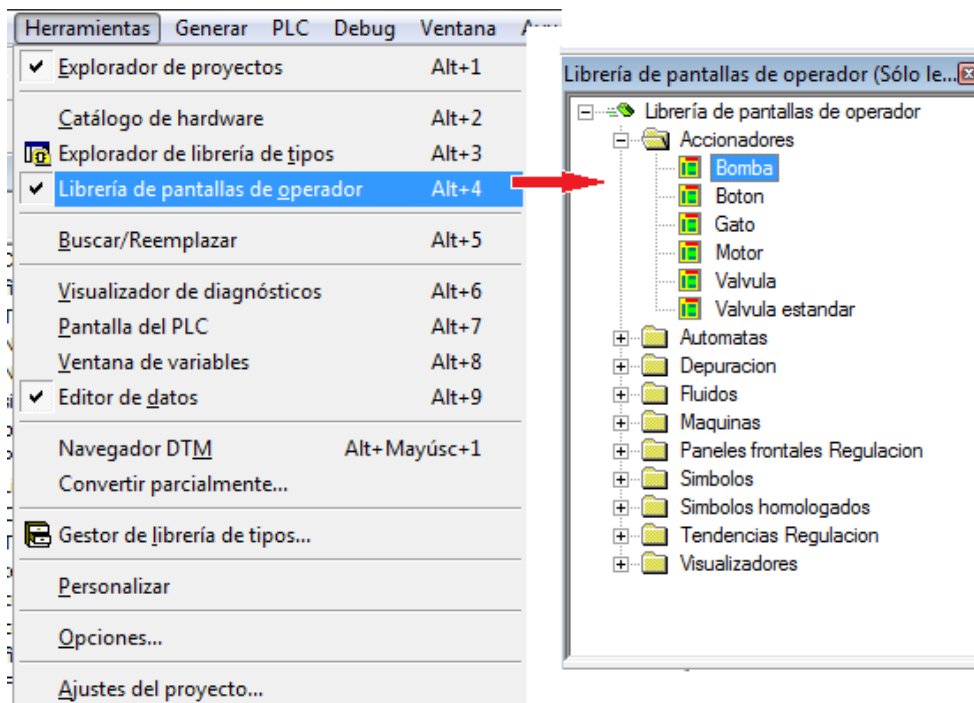 Herramientas Generar PLC Debug Ventana
Explorador de proyectos Alt+1
Catálogo de hardware Alt+2
Explorador de librería de tipos Alt+3
Librería de pantallas de operador Alt+4
Buscar/Reemplazar Alt+5
Visualizador de diagnósticos Alt+6
Pantalla del PLC Alt+7
Ventana de variables Alt+8
Editor de datos Alt+9
Navegador DTM Alt+Mayúsc+1
Convertir parcialmente...
Gestor de librería de tipos...
Personalizar
Opciones...
Ajustes del proyecto...
Librería de pantallas de operador (Sólo le...
Librería de pantallas de operador
Accionadores
Bomba
Boton
Gato
Motor
Valvula
Valvula estandar
Automatas
Depuracion
Fluidos
Maquinas
Paneles frontales Regulacion
Simbolos
Simbolos homologados
Tendencias Regulacion
Visualizadores